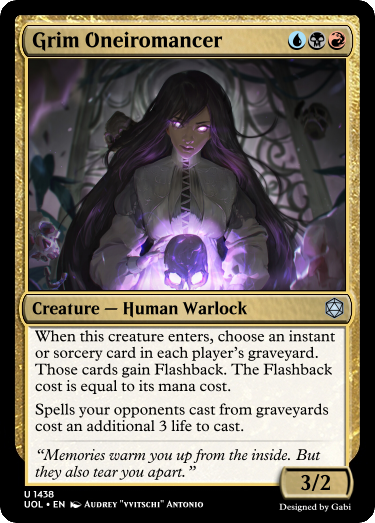 Grim Oneiromancer
Creature — Human Warlock
When this creature enters, choose an instant
or sorcery card in each player's graveyard.
Those cards gain Flashback. The Flashback
cost is equal to its mana cost.
Spells your opponents cast from graveyards
cost an additional 3 life to cast.
“Memories warm you up from the inside. But
they also tear you apart.”
3/2
U 1438
UOL • EN Audrey "vvitschi" Antonio
Designed by Gabi